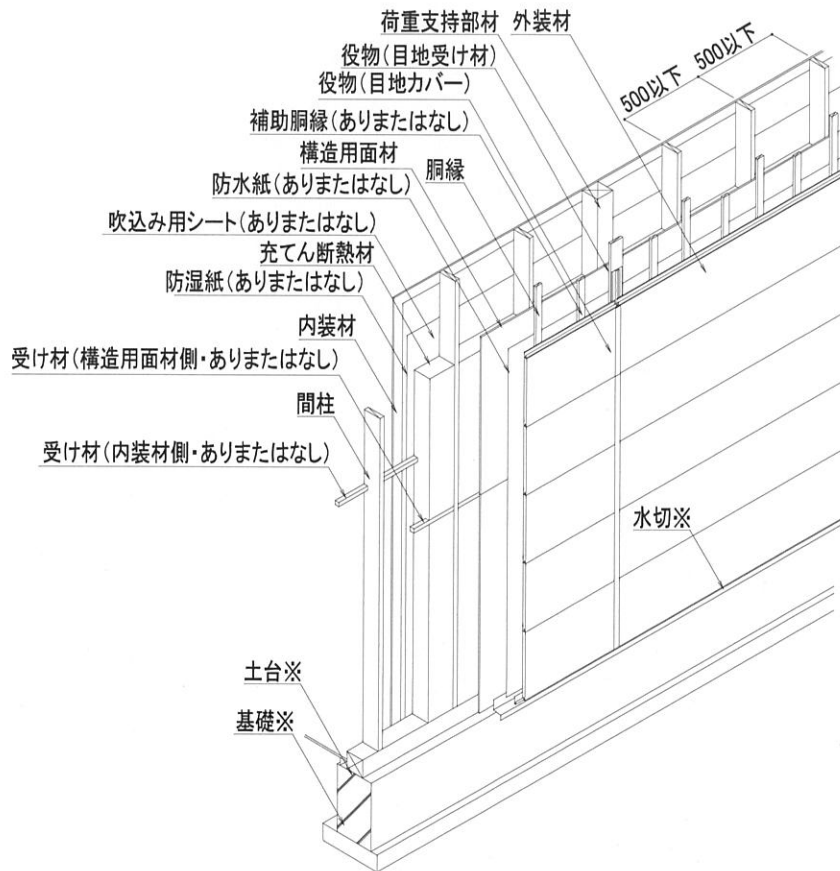 荷重支持部材
外装材
役物(目地受け材)
役物(目地カバー)
500以下
500以下
補助胴縁(ありまたはなし)
構造用面材
胴縁
防水紙(ありまたはなし)
吹込み用シート(ありまたはなし)
充てん断熱材
防湿紙(ありまたはなし)
内装材
受け材(構造用面材側・ありまたはなし)
間柱
受け材(内装材側・ありまたはなし)
水切※
土台※
基礎※